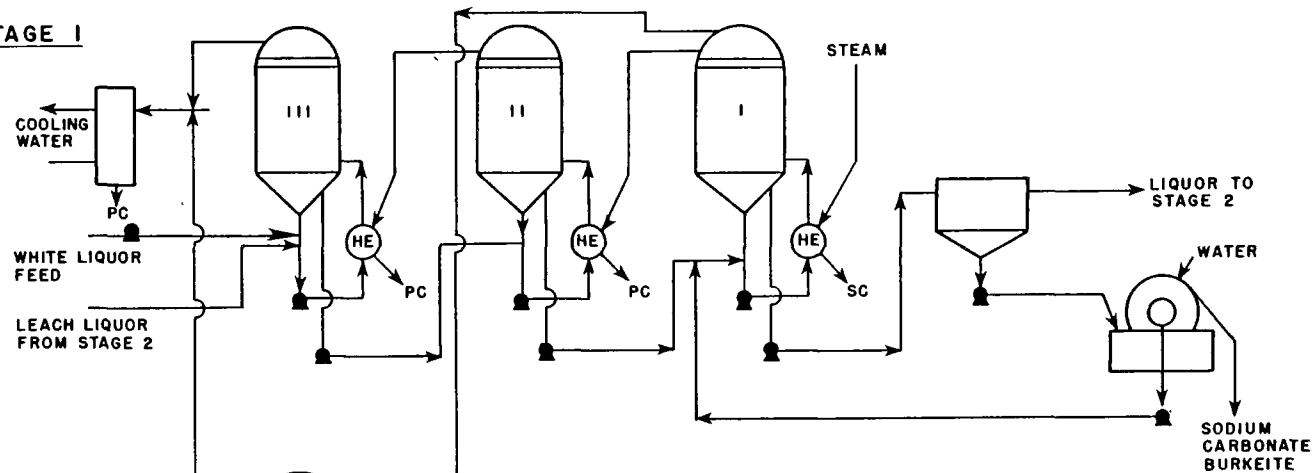 TAGE I
STEAM
III
II
I
COOLING
WATER
PC
WHITE LIQUOR
FEED
LEACH LIQUOR
FROM STAGE 2
HE
PC
HE
PC
HE
SC
LIQUOR TO
STAGE 2
WATER
SODIUM
CARBONATE
BURKEITE